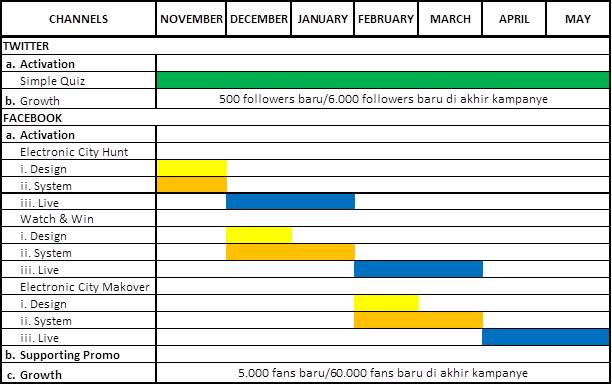 CHANNELS NOVEMBER DECEMBER JANUARY FEBRUARY MARCH APRIL MAY
TWITTER
a. Activation
Simple Quiz
b. Growth 500 followers baru/6.000 followers baru di akhir kampanye
FACEBOOK
a. Activation
Electronic City Hunt
i. Design
ii. System
iii. Live
Watch & Win
i. Design
ii. System
iii. Live
Electronic City Makover
i. Design
ii. System
iii. Live
b. Supporting Promo
c. Growth 5.000 fans baru/60.000 fans baru di akhir kampanye